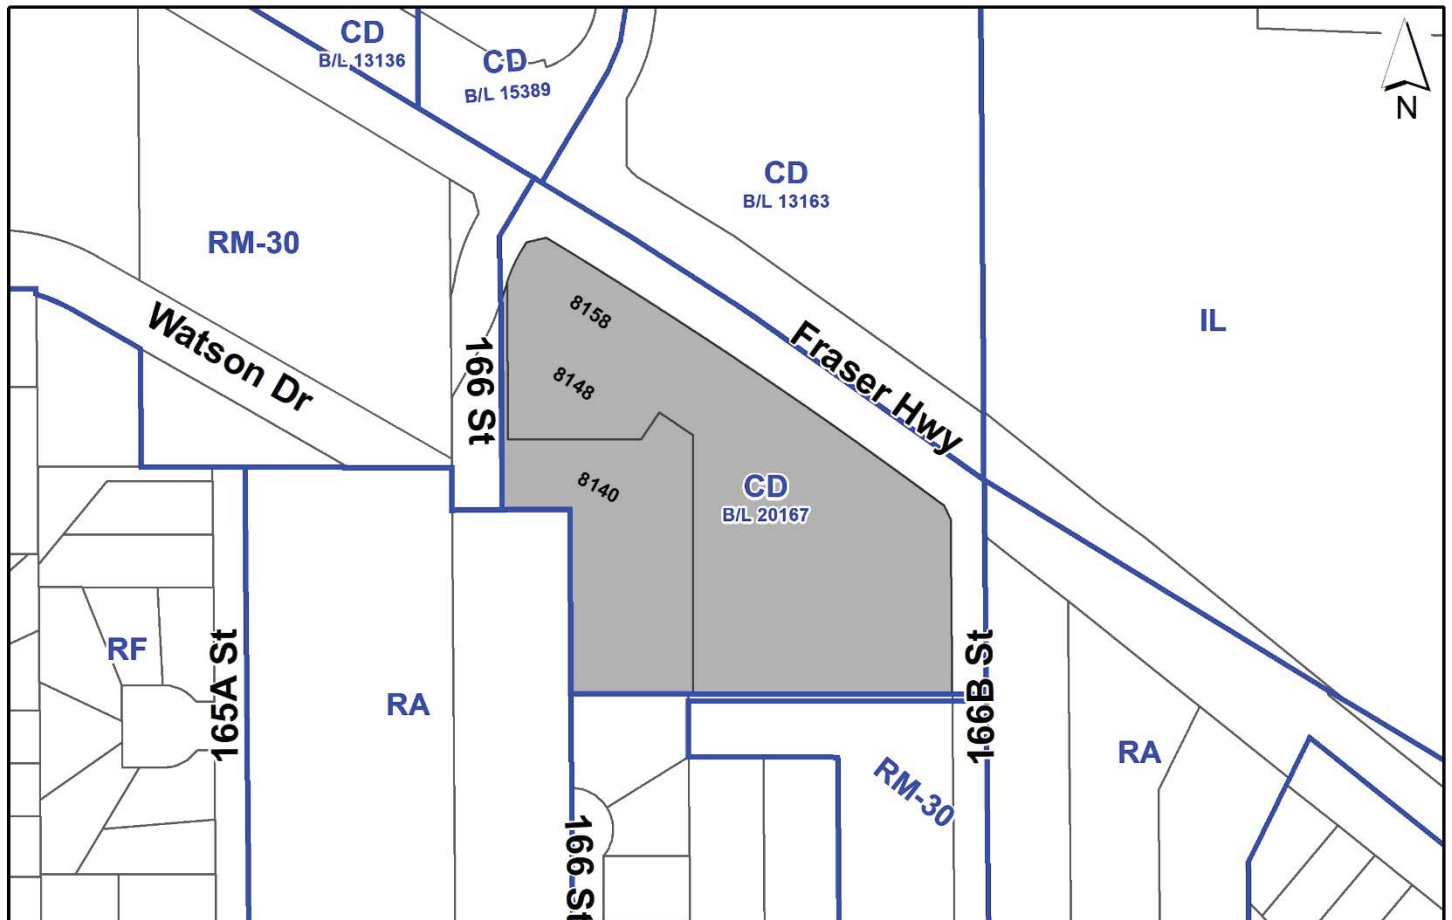 CD
B/L 13136
CD
B/L 15389
N
CD
B/L 13163
RM-30
Watson Dr
8158
IL
166 St
8148
Fraser Hwy
8140
CD
B/L 20167
RF
165A St
RA
166B St
RA
RM-30
166 St